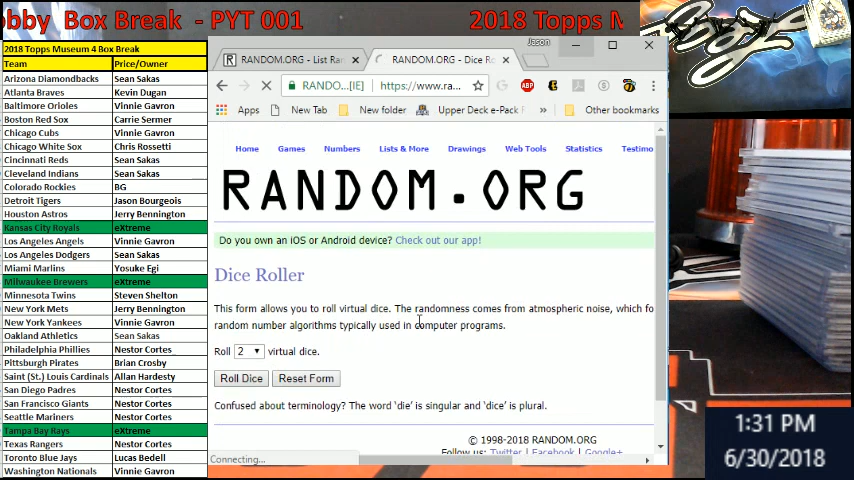 obby Box Break - PYT 001
2018 Topps M
2018 Topps Museum 4 Box Break
Team Price/Owner
Arizona Diamondbacks Sean Sakas
Atlanta Braves Kevin Dugan
Baltimore Orioles Vinnie Gavron
Boston Red Sox Carrie Sermer
Chicago Cubs Vinnie Gavron
Chicago White Sox Chris Rossetti
Cincinnati Reds Sean Sakas
Cleveland Indians Sean Sakas
Colorado Rockies BG
Detroit Tigers Jason Bourgeois
Houston Astros Jerry Bennington
Kansas City Royals eXtreme
Los Angeles Angels Vinnie Gavron
Los Angeles Dodgers Sean Sakas
Miami Marlins Yosuke Egi
Milwaukee Brewers eXtreme
Minnesota Twins Steven Shelton
New York Mets Jerry Bennington
New York Yankees Vinnie Gavron
Oakland Athletics Sean Sakas
Philadelphia Phillies Nestor Cortes
Pittsburgh Pirates Brian Crosby
Saint (St.) Louis Cardinals Allan Hardesty
San Diego Padres Nestor Cortes
San Francisco Giants Nestor Cortes
Seattle Mariners Nestor Cortes
Tampa Bay Rays eXtreme
Texas Rangers Nestor Cortes
Toronto Blue Jays Lucas Bedell
Washington Nationals Vinnie Gavron
Jason
RANDOM.ORG - List Ran
RANDOM.ORG - Dice Ro
RANDO... [IE] https://www.ra...
ABP
Apps New Tab New folder Upper Deck e-Pack F » Other bookmarks
Home Games Numbers Lists & More Drawings Web Tools Statistics Testimo
RANDOM.ORG
Do you own an iOS or Android device? Check out our app!
Dice Roller
This form allows you to roll virtual dice. The randomness comes from atmospheric noise, which fo
random number algorithms typically used in computer programs.
Roll 2 virtual dice.
Roll Dice Reset Form
Confused about terminology? The word 'die' is singular and 'dice' is plural.
© 1998-2018 RANDOM.ORG
Follow us: Twitter | Facebook | Google+
Connecting...
1:31 PM
6/30/2018